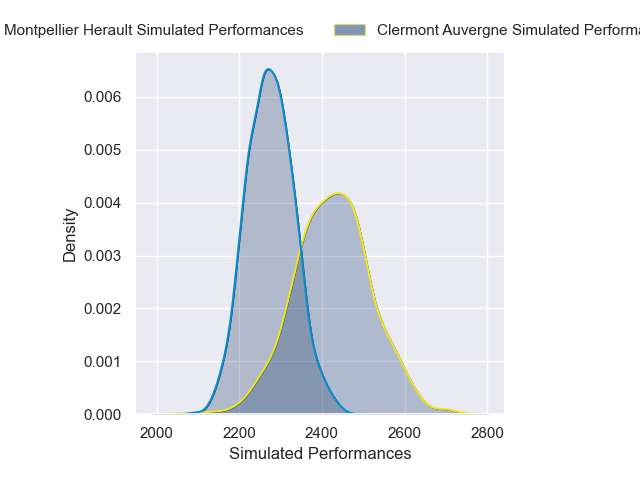 Montpellier Herault Simulated Performances
Clermont Auvergne Simulated Performa
0.006
0.005
0.004
0.003
0.002
0.001
0.000
Density
2000 2200 2400 2600 2800
Simulated Performances